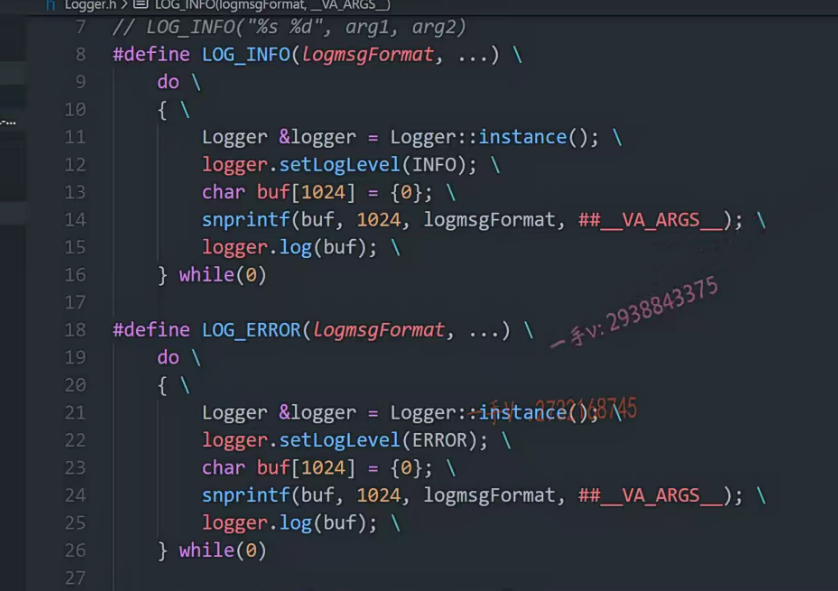 Logger.h > LOG_INFO(logmsgFormat, __VA_ARGS__)
7 // LOG_INFO("%s %d", arg1, arg2)
8 #define LOG_INFO(logmsgFormat, ...) \
9 do \
10 { \
11 Logger &logger = Logger::instance(); \
12 logger.setLogLevel(INFO); \
13 char buf[1024] = {0}; \
14 snprintf(buf, 1024, logmsgFormat, ##__VA_ARGS__); \
15 logger.log(buf); \
16 } while(0)
17
18 #define LOG_ERROR(logmsgFormat, ...) \
一手v: 2938843375
19 do \
20 { \
21 Logger &logger = Logger::instance(); \
22 logger.setLogLevel(ERROR); \
23 char buf[1024] = {0}; \
24 snprintf(buf, 1024, logmsgFormat, ##__VA_ARGS__); \
25 logger.log(buf); \
26 } while(0)
27